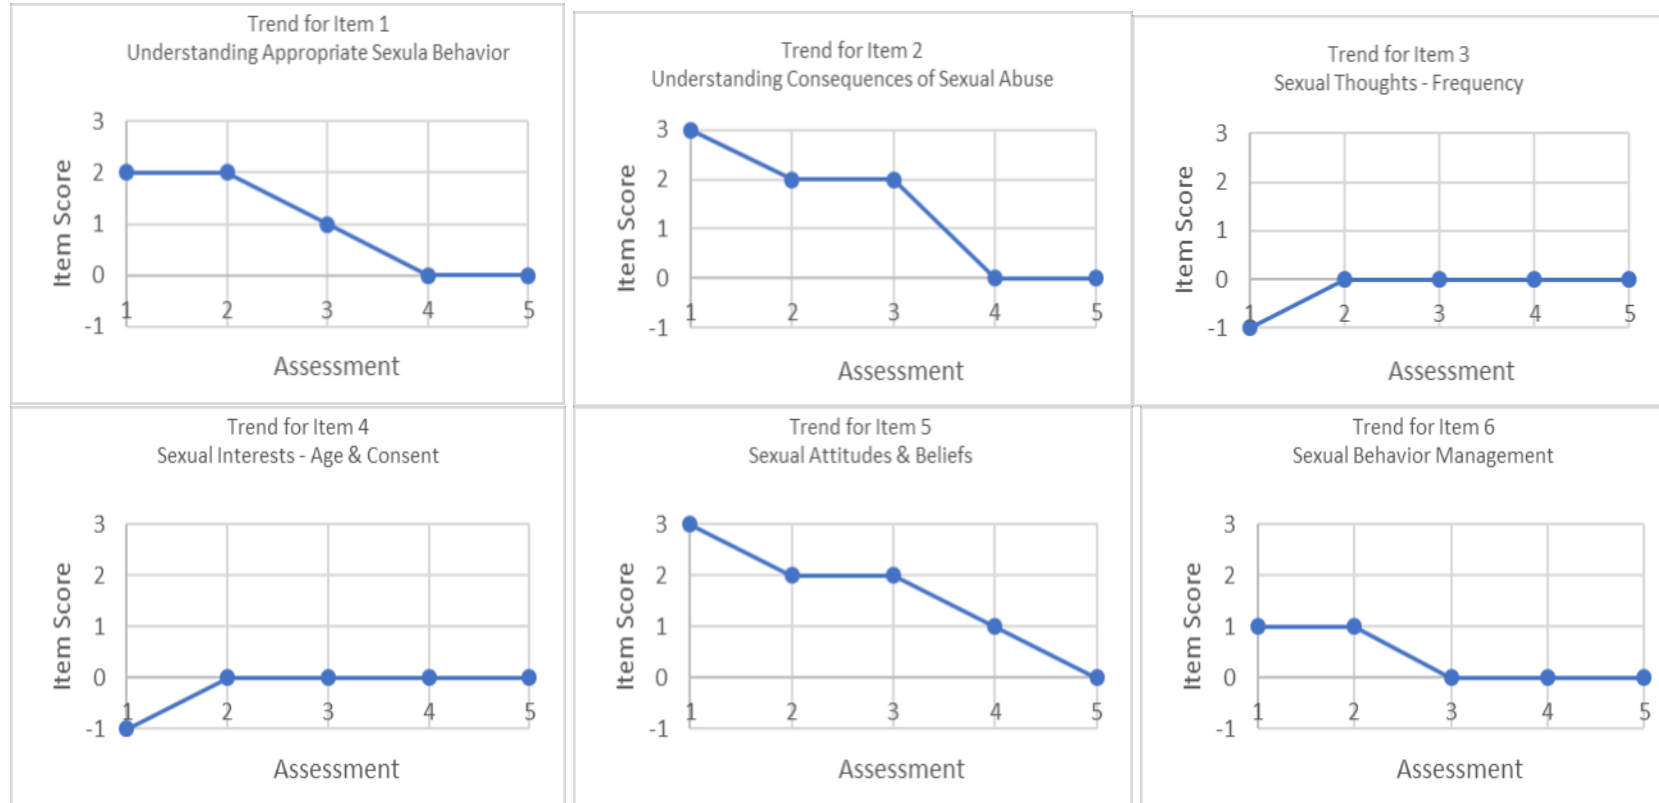 Trend for Item 1
Understanding Appropriate Sexula Behavior
3
2
1
0
-1
1 2 3 4 5
Item Score
Assessment
Trend for Item 2
Understanding Consequences of Sexual Abuse
3
2
1
0
-1
1 2 3 4 5
Item Score
Assessment
Trend for Item 3
Sexual Thoughts - Frequency
3
2
1
0
-1
1 2 3 4 5
Item Score
Assessment
Trend for Item 4
Sexual Interests - Age & Consent
3
2
1
0
-1
1 2 3 4 5
Item Score
Assessment
Trend for Item 5
Sexual Attitudes & Beliefs
3
2
1
0
-1
1 2 3 4 5
Item Score
Assessment
Trend for Item 6
Sexual Behavior Management
3
2
1
0
-1
1 2 3 4 5
Item Score
Assessment